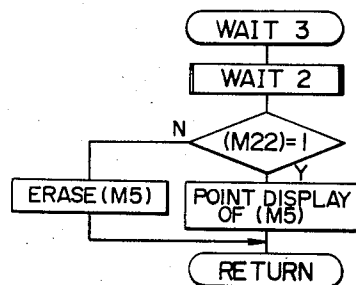 WAIT 3
WAIT 2
(M22)=1
N
Y
ERASE(M5)
POINT DISPLAY
OF (M5)
RETURN